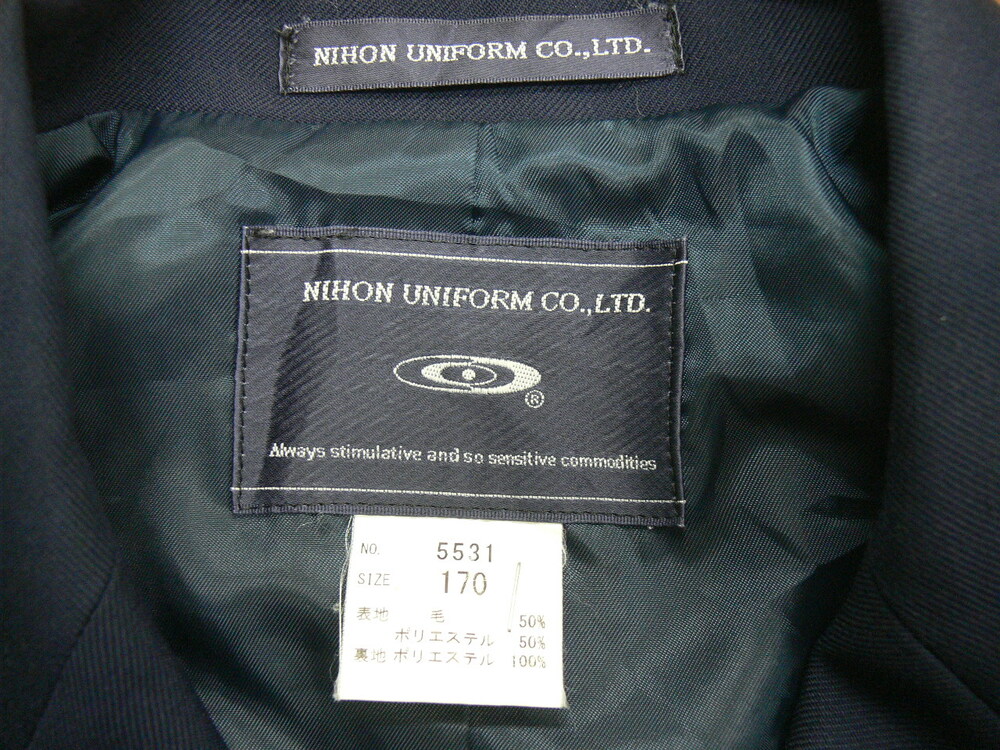 NIHON UNIFORM CO.,LTD.
NIHON UNIFORM CO.,LTD.
®
Always stimulative and so sensitive commodities
NO. 5531
SIZE 170
表地 毛 50%
ポリエステル 50%
裏地 ポリエステル 100%